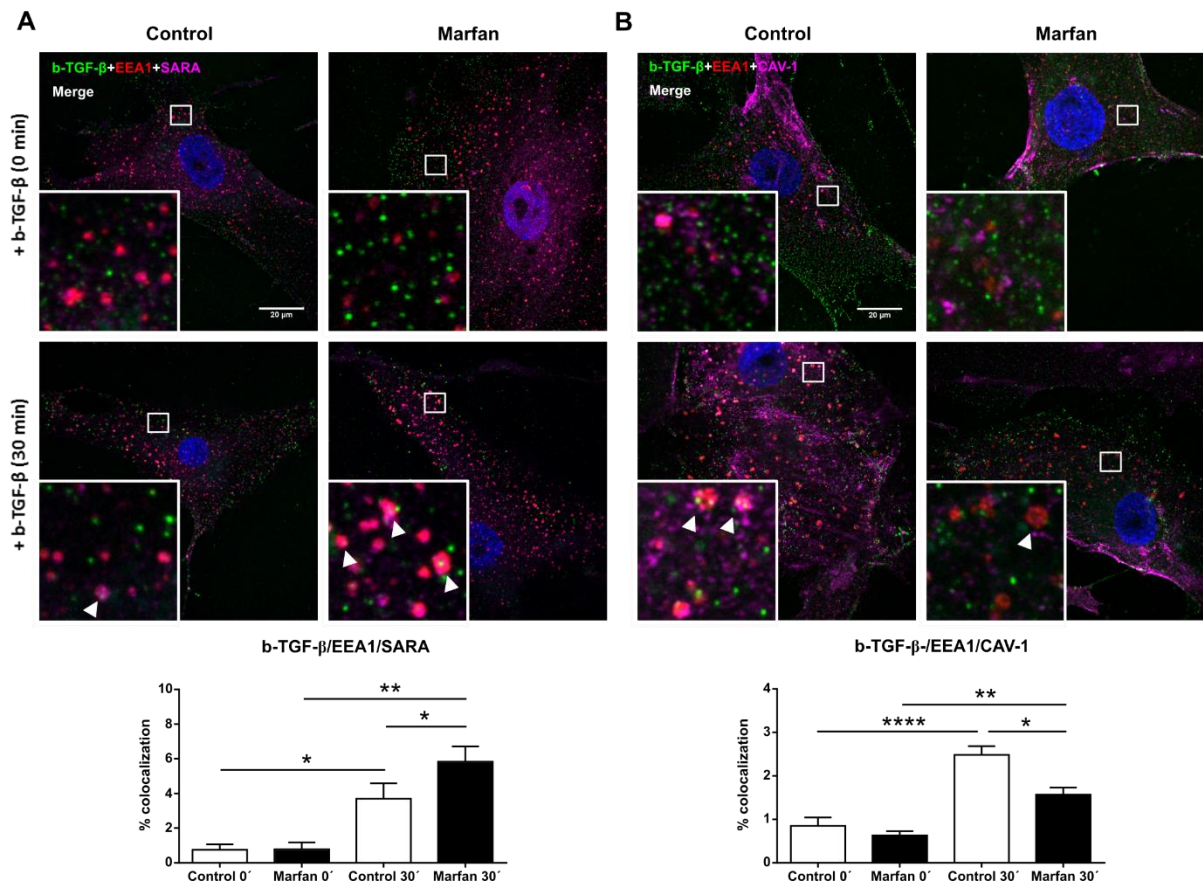 A
Control
Marfan
b-TGF-β+EEA1+SARA
Merge
20 µm
+ b-TGF-β (0 min)
+ b-TGF-β (30 min)
b-TGF-β/EEA1/SARA
% colocalization
10
8
6
4
2
0
*
**
*
Control 0´
Marfan 0´
Control 30´
Marfan 30´
B
Control
Marfan
b-TGF-β+EEA1+CAV-1
Merge
20 µm
b-TGF-β-/EEA1/CAV-1
% colocalization
4
3
2
1
0
****
**
*
Control 0´
Marfan 0´
Control 30´
Marfan 30´